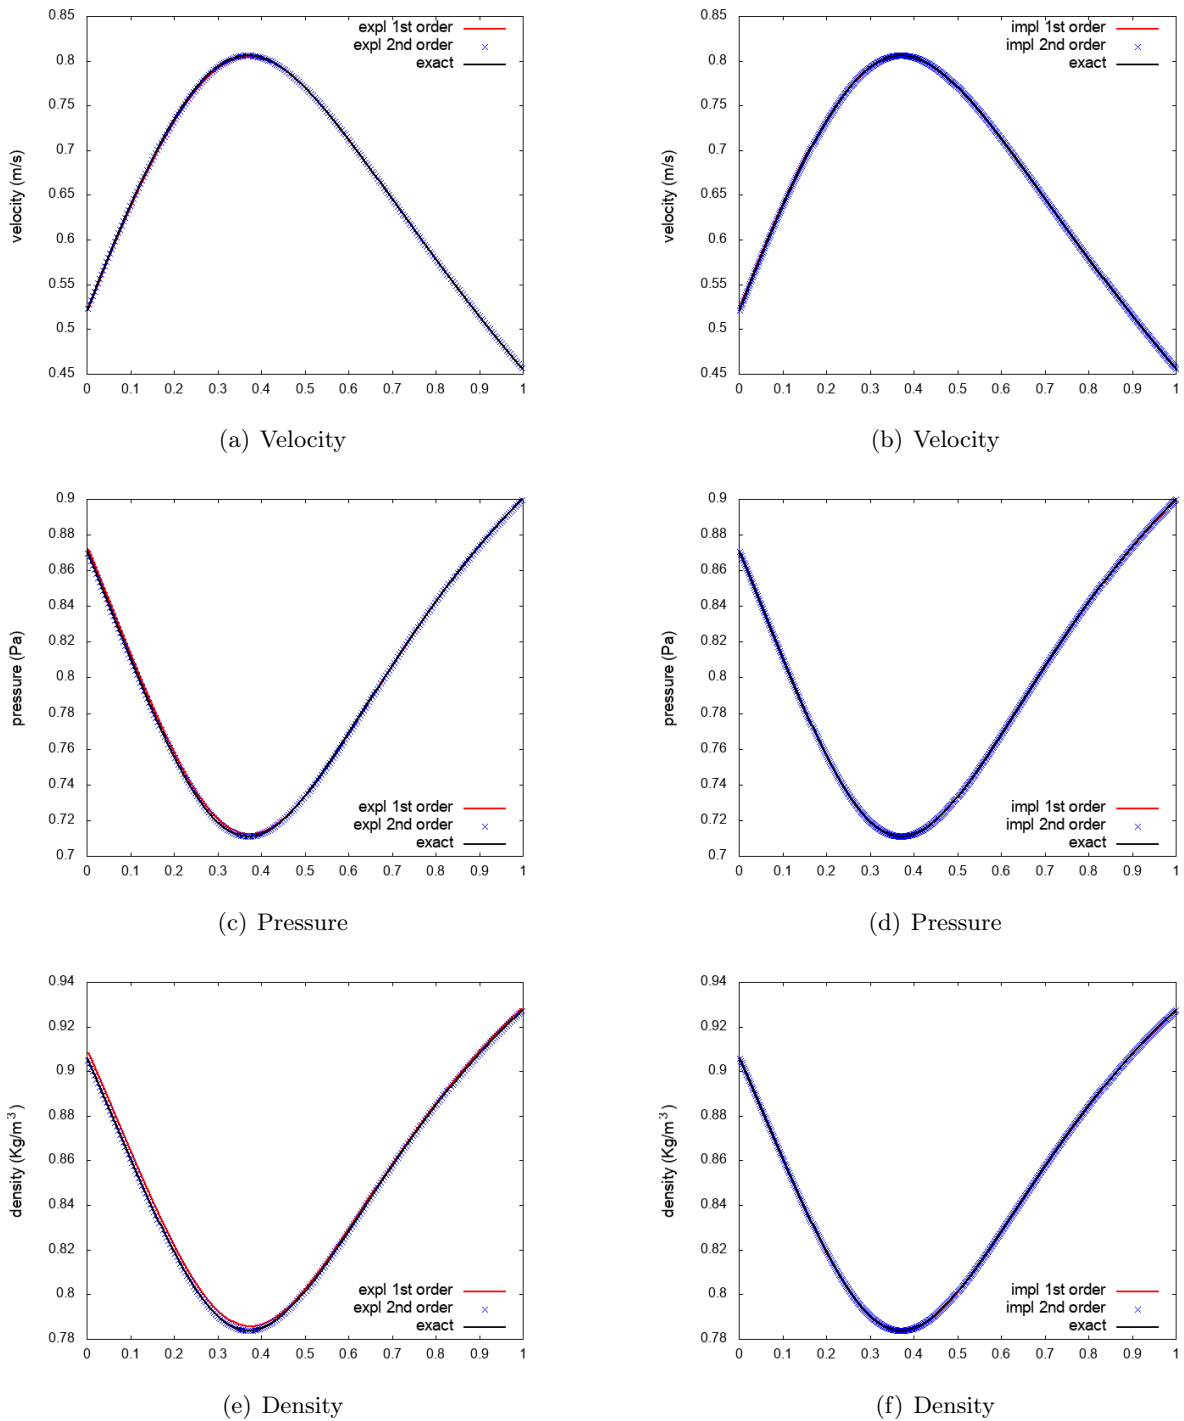 0.85
0.8
0.75
0.7
0.65
0.6
0.55
0.5
0.45
velocity (m/s)
expl 1st order
expl 2nd order
exact
0 0.1 0.2 0.3 0.4 0.5 0.6 0.7 0.8 0.9 1
(a) Velocity
0.85
0.8
0.75
0.7
0.65
0.6
0.55
0.5
0.45
velocity (m/s)
impl 1st order
impl 2nd order
exact
0 0.1 0.2 0.3 0.4 0.5 0.6 0.7 0.8 0.9 1
(b) Velocity
0.9
0.88
0.86
0.84
0.82
0.8
0.78
0.76
0.74
0.72
0.7
pressure (Pa)
expl 1st order
expl 2nd order
exact
0 0.1 0.2 0.3 0.4 0.5 0.6 0.7 0.8 0.9 1
(c) Pressure
0.9
0.88
0.86
0.84
0.82
0.8
0.78
0.76
0.74
0.72
0.7
pressure (Pa)
impl 1st order
impl 2nd order
exact
0 0.1 0.2 0.3 0.4 0.5 0.6 0.7 0.8 0.9 1
(d) Pressure
0.94
0.92
0.9
0.88
0.86
0.84
0.82
0.8
0.78
density (Kg/m³)
expl 1st order
expl 2nd order
exact
0 0.1 0.2 0.3 0.4 0.5 0.6 0.7 0.8 0.9 1
(e) Density
0.94
0.92
0.9
0.88
0.86
0.84
0.82
0.8
0.78
density (Kg/m³)
impl 1st order
impl 2nd order
exact
0 0.1 0.2 0.3 0.4 0.5 0.6 0.7 0.8 0.9 1
(f) Density